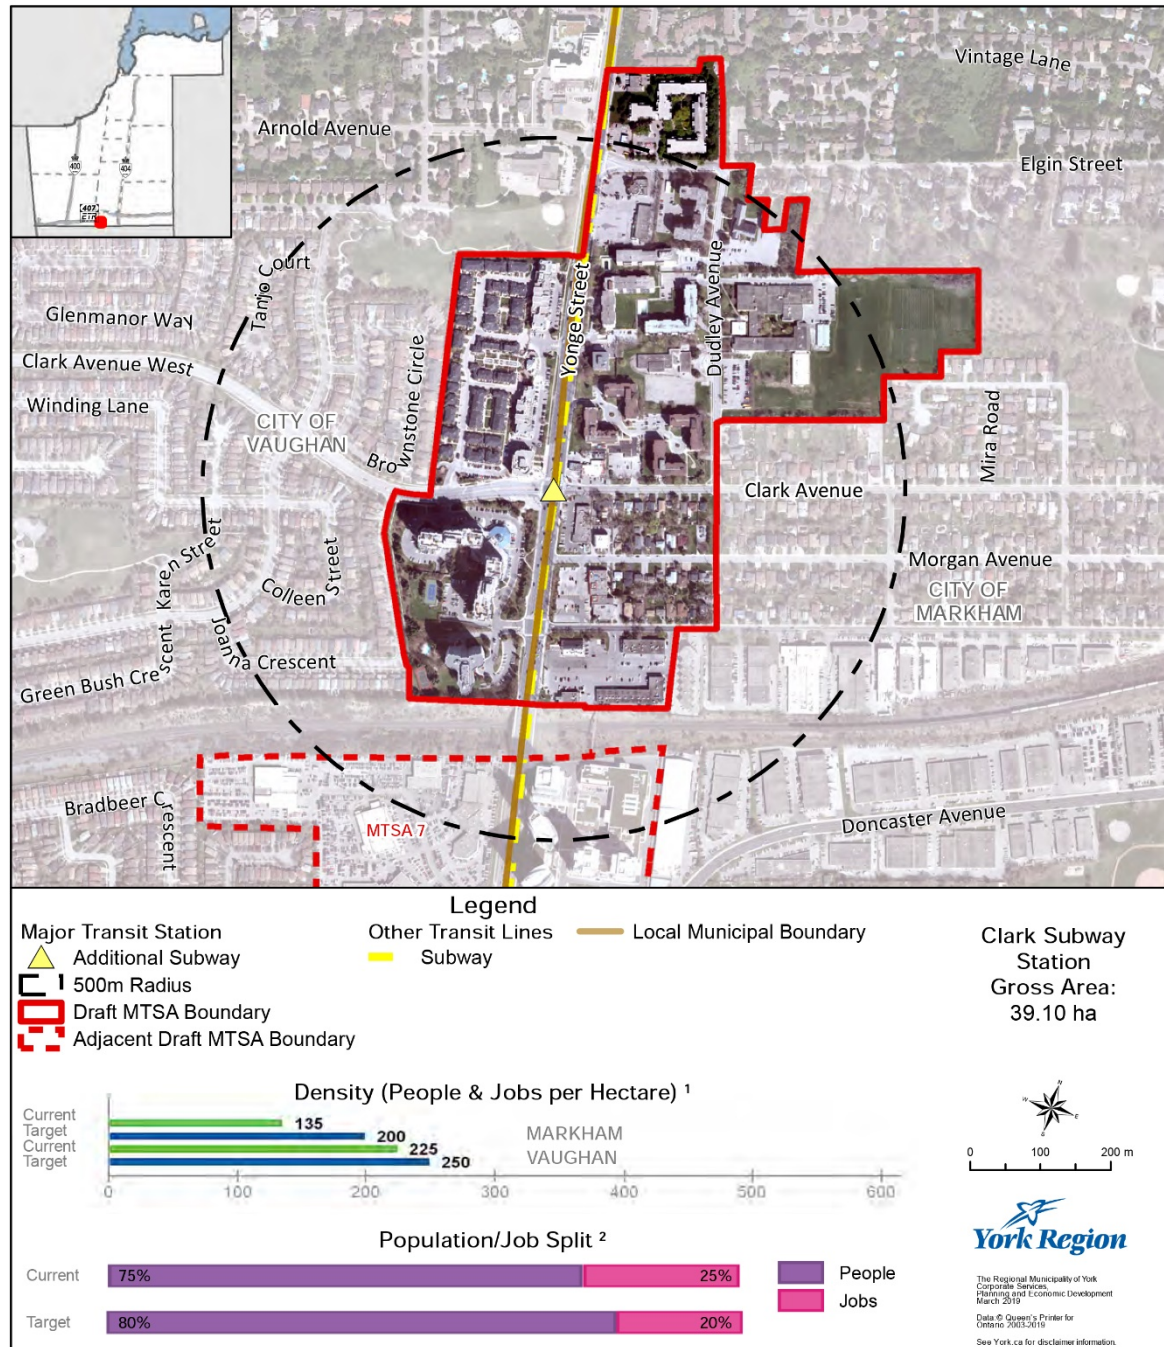 400
404
407
ETR
Vintage Lane
Arnold Avenue
Elgin Street
Tanjo Court
Yonge Street
Dudley Avenue
Glenmanor Way
Clark Avenue West
Winding Lane
Brownstone Circle
CITY OF
VAUGHAN
Mira Road
Clark Avenue
Karen Street
Colleen Street
Morgan Avenue
CITY OF
MARKHAM
Joanna Crescent
Green Bush Crescent
Bradbeer Crescent
MTSA 7
Doncaster Avenue
Legend
Major Transit Station
Additional Subway
500m Radius
Draft MTSA Boundary
Adjacent Draft MTSA Boundary
Other Transit Lines
Subway
Local Municipal Boundary
Clark Subway
Station
Gross Area:
39.10 ha
Density (People & Jobs per Hectare) ¹
Current 135
Target 200 MARKHAM
Current 225
Target 250 VAUGHAN
0 100 200 300 400 500 600
N
W E
S
0 100 200 m
Population/Job Split ²
Current 75% 25%
Target 80% 20%
People
Jobs
York Region
The Regional Municipality of York
Corporate Services,
Planning and Economic Development
March 2019
Data:© Queen's Printer for
Ontario 2003-2019
See York.ca for disclaimer information.